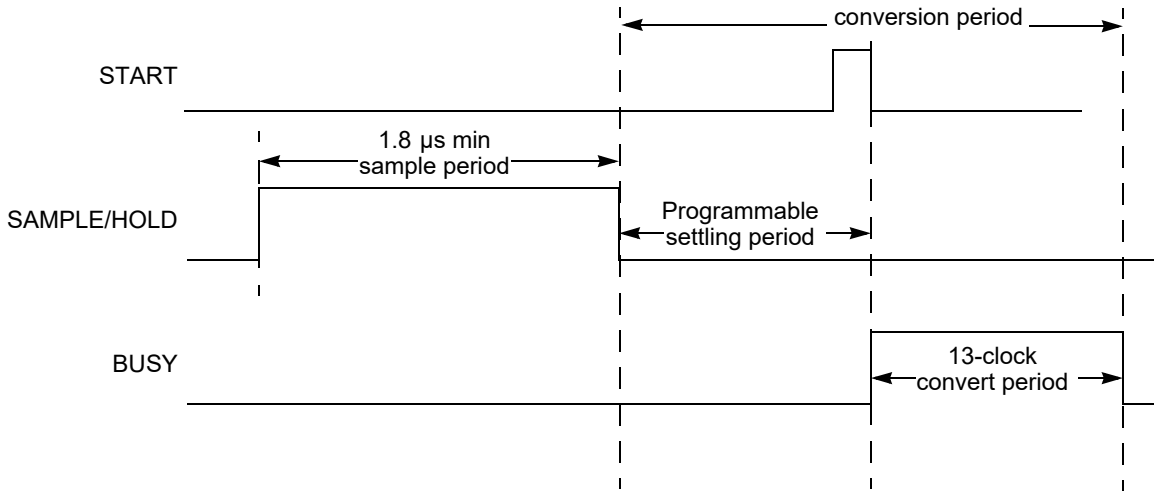 conversion period
START
1.8 µs min
sample period
SAMPLE/HOLD
Programmable
settling period
BUSY
13-clock
convert period